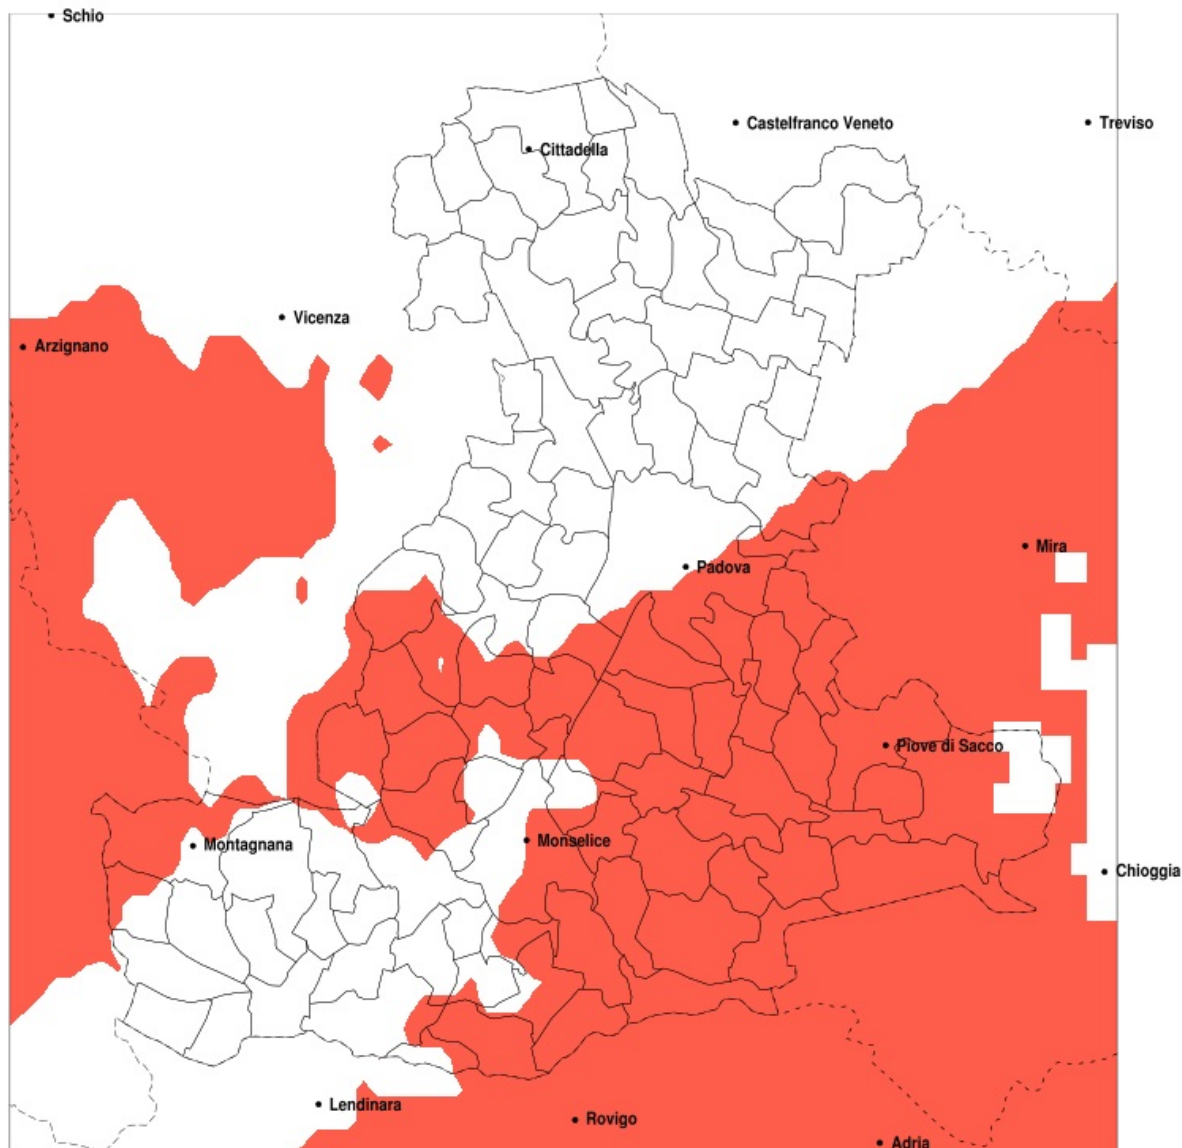 Schio
Castelfranco Veneto
Treviso
Cittadella
Vicenza
Arzignano
Mira
Padova
Piove di Sacco
Montagnana
Monselice
Chioggia
Lendinara
Rovigo
Adria